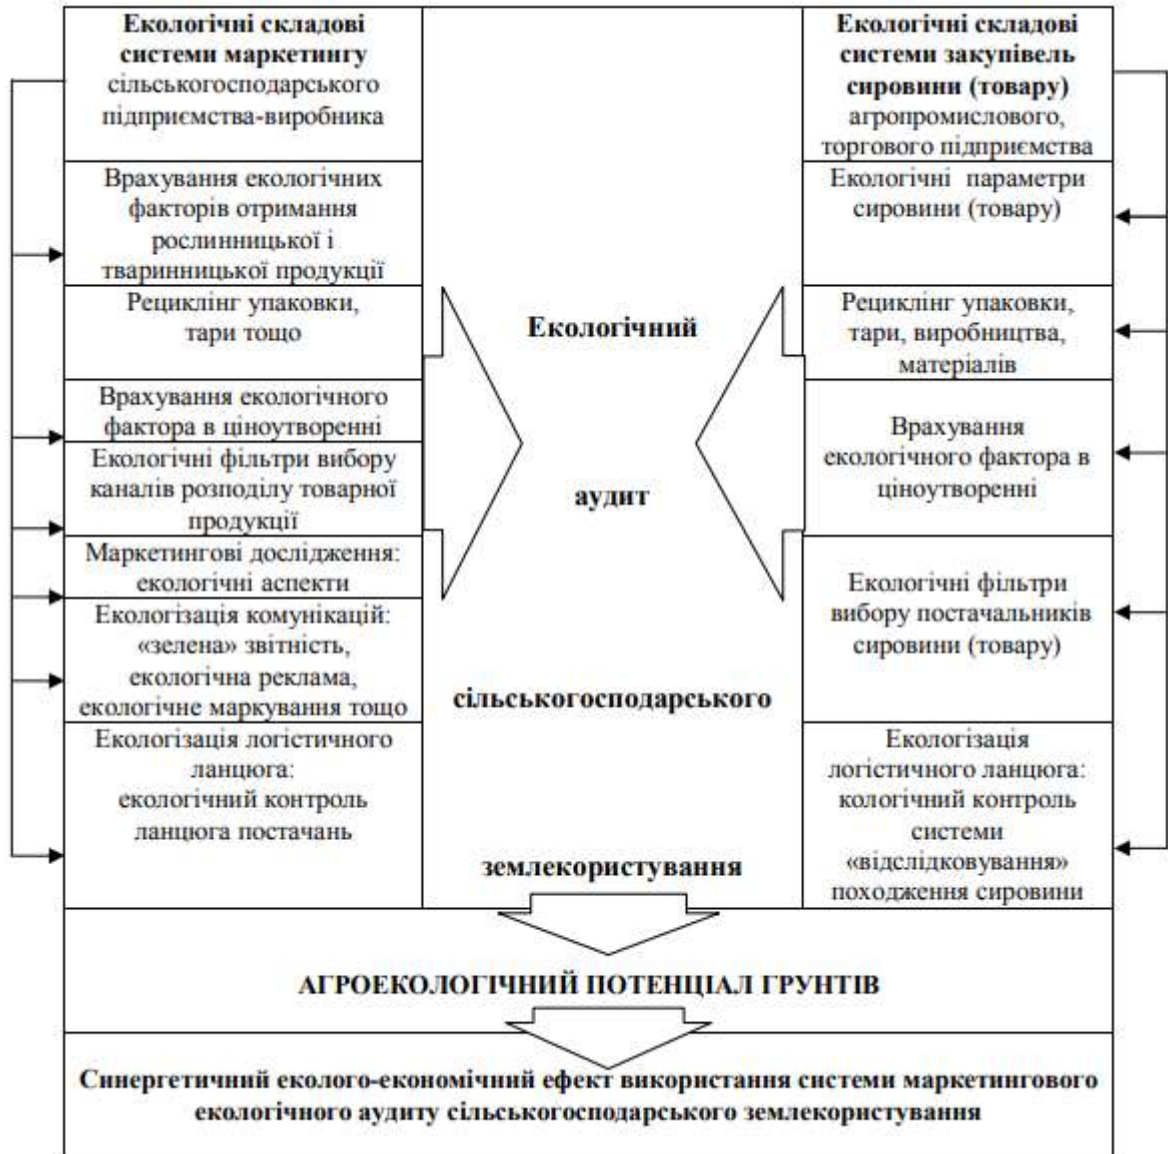 Екологічні складові
системи маркетингу
сільськогосподарського
підприємства-виробника
Врахування екологічних
факторів отримання
рослинницької і
тваринницької продукції
Рециклінг упаковки,
тари тощо
Врахування екологічного
фактора в ціноутворенні
Екологічні фільтри вибору
каналів розподілу товарної
продукції
Маркетингові дослідження:
екологічні аспекти
Екологізація комунікацій:
«зелена» звітність,
екологічна реклама,
екологічне маркування тощо
Екологізація логістичного
ланцюга:
екологічний контроль
ланцюга постачань
Екологічний
аудит
сільськогосподарського
землекористування
Екологічні складові
системи закупівель
сировини (товару)
агропромислового,
торгового підприємства
Екологічні параметри
сировини (товару)
Рециклінг упаковки,
тари, виробництва,
матеріалів
Врахування
екологічного фактора в
ціноутворенні
Екологічні фільтри
вибору постачальників
сировини (товару)
Екологізація
логістичного ланцюга:
кологічний контроль
системи
«відслідковування»
походження сировини
АГРОЕКОЛОГІЧНИЙ ПОТЕНЦІАЛ ГРУНТІВ
Синергетичний еколого-економічний ефект використання системи маркетингового
екологічного аудиту сільськогосподарського землекористування